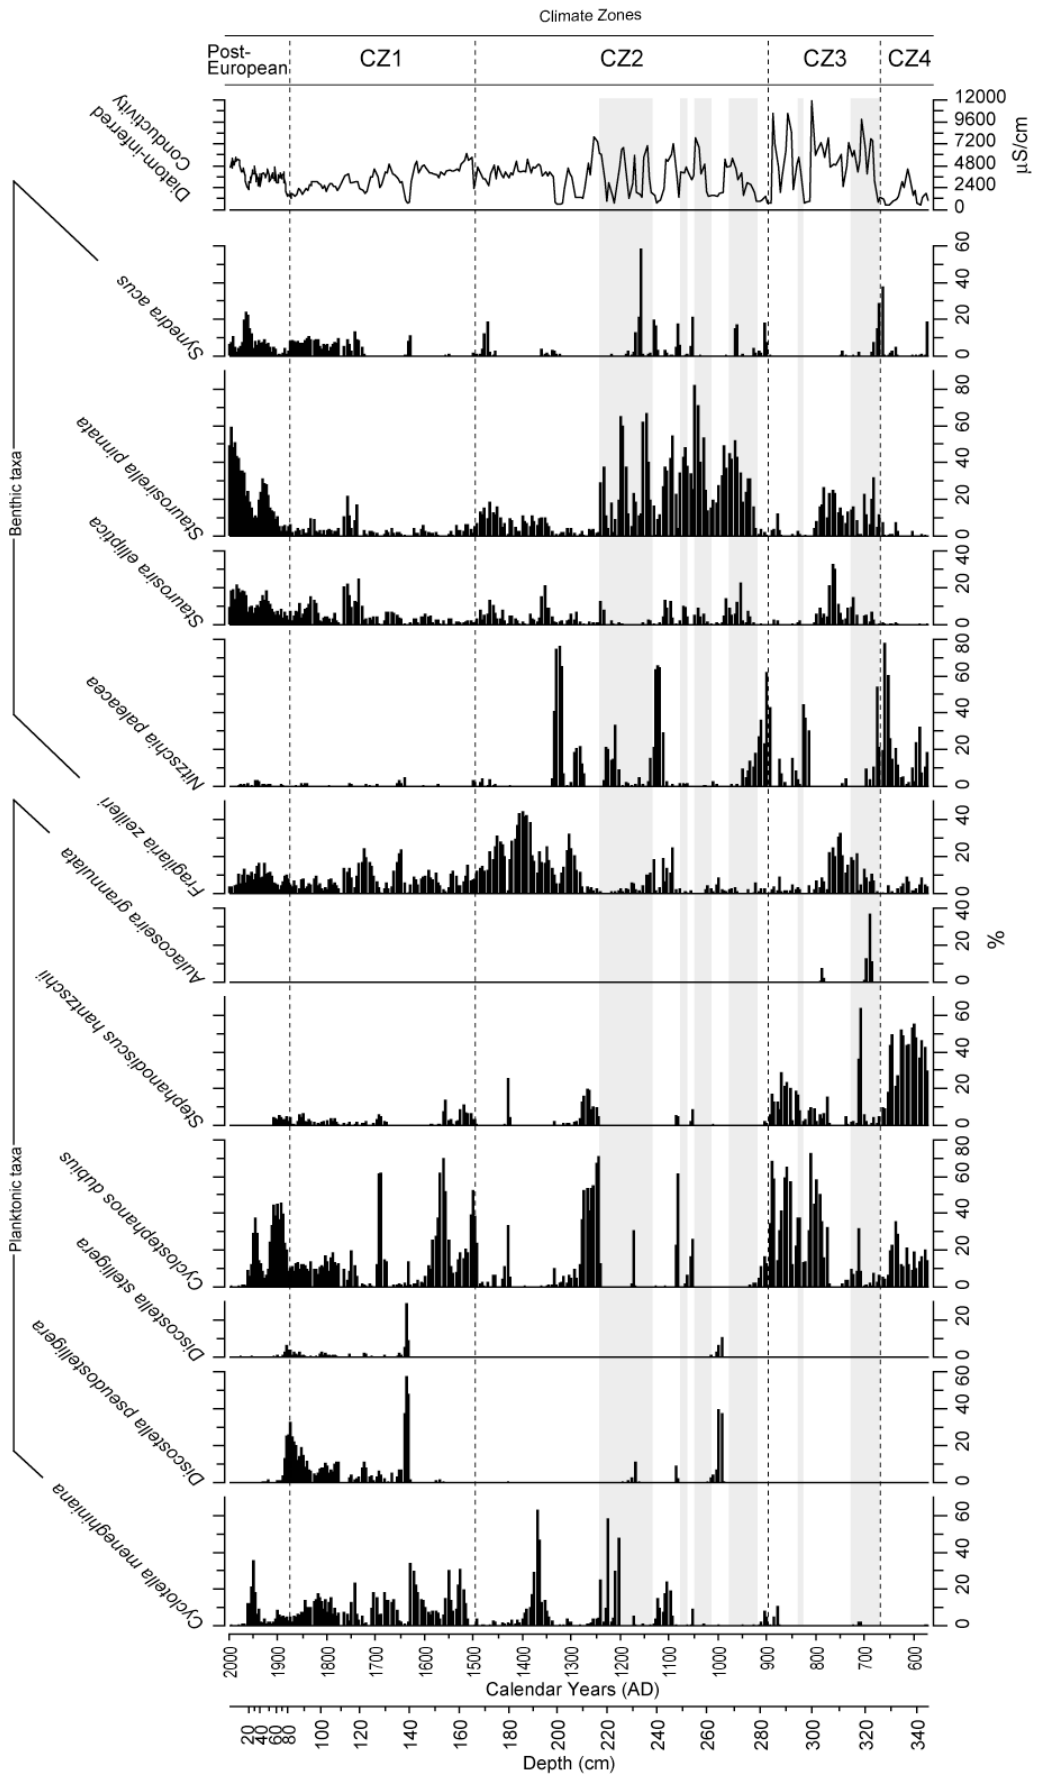 Climate Zones
Post-
European
CZ1
CZ2
CZ3
CZ4
Diatom-inferred
Conductivity
12000
9600
7200
4800
2400
0
µS/cm
Benthic taxa
Synedra acus
60
40
20
0
Staurosirella pinnata
80
60
40
20
0
Staurosira elliptica
40
20
0
Nitzschia paleacea
80
60
40
20
0
Fragilaria zeilleri
40
20
0
Planktonic taxa
Aulacoseira grannulata
40
20
0
%
Stephanodiscus hantzschii
60
40
20
0
Cyclostephanos dubius
80
60
40
20
0
Discostella stelligera
20
0
Discostella pseudostelligera
60
40
20
0
Cyclotella meneghiniana
60
40
20
0
2000 1900 1800 1700 1600 1500 1400 1300 1200 1100 1000 900 800 700 600
Calendar Years (AD)
20 40 60 80 100 120 140 160 180 200 220 240 260 280 300 320 340
Depth (cm)